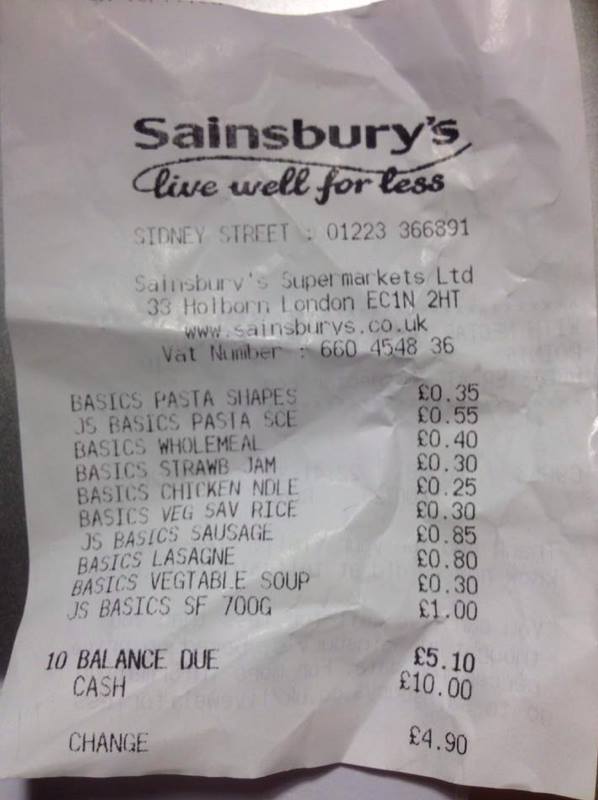 Sainsbury's
live well for less
SIDNEY STREET : 01223 366891
Sainsbury's Supermarkets Ltd
33 Holborn London EC1N 2HT
www.sainsburys.co.uk
Vat Number : 660 4548 36
BASICS PASTA SHAPES £0.35
JS BASICS PASTA SCE £0.55
BASICS WHOLEMEAL £0.40
BASICS STRAWB JAM £0.30
BASICS CHICKEN NDLE £0.25
BASICS VEG SAV RICE £0.30
JS BASICS SAUSAGE £0.85
BASICS LASAGNE £0.80
BASICS VEGTABLE SOUP £0.30
JS BASICS SF 700G £1.00
10 BALANCE DUE £5.10
CASH £10.00
CHANGE £4.90